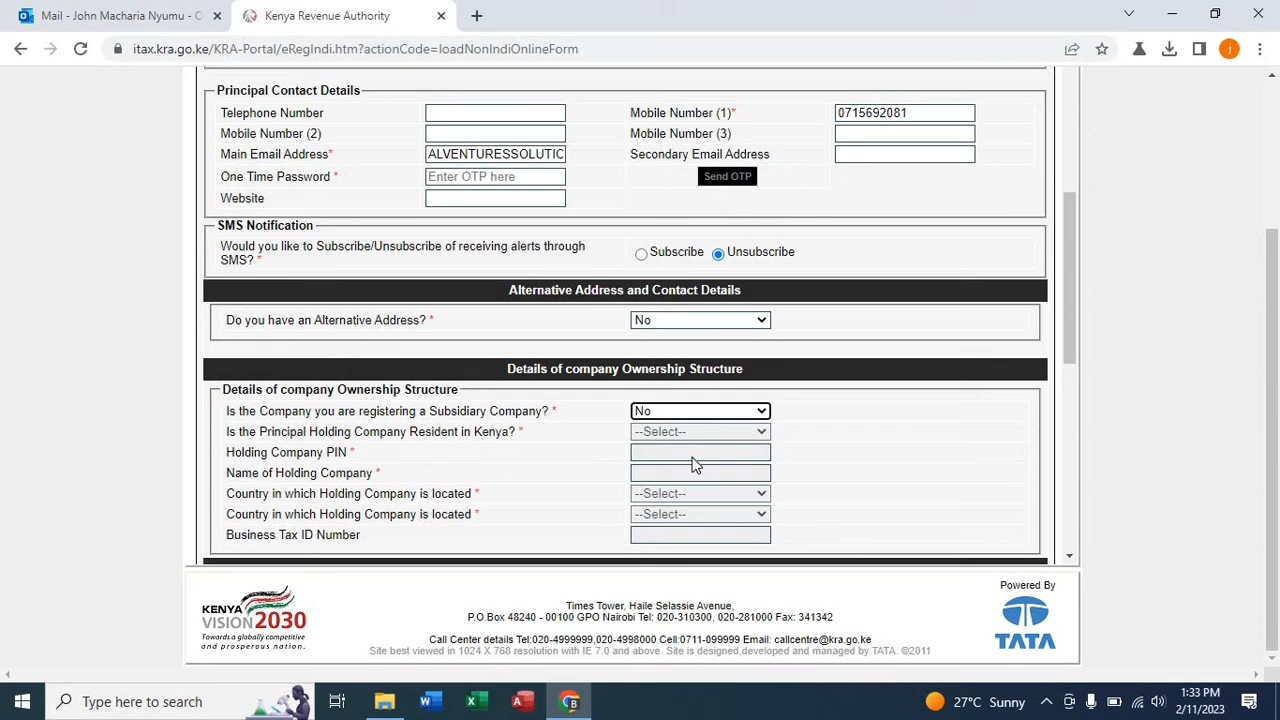 Mail - John Macharia Nyumu - O
Kenya Revenue Authority
itax.kra.go.ke/KRA-Portal/eRegIndi.htm?actionCode=loadNonIndiOnlineForm
j
Principal Contact Details
Telephone Number
Mobile Number (1)* 0715692081
Mobile Number (2)
Mobile Number (3)
Main Email Address* ALVENTURESSOLUTIO
Secondary Email Address
One Time Password * Enter OTP here
Send OTP
Website
SMS Notification
Would you like to Subscribe/Unsubscribe of receiving alerts through
SMS? *
Subscribe Unsubscribe
Alternative Address and Contact Details
Do you have an Alternative Address? * No
Details of company Ownership Structure
Details of company Ownership Structure
Is the Company you are registering a Subsidiary Company? * No
Is the Principal Holding Company Resident in Kenya? * --Select--
Holding Company PIN *
Name of Holding Company *
Country in which Holding Company is located * --Select--
Country in which Holding Company is located * --Select--
Business Tax ID Number
KENYA
VISION 2030
Towards a globally competitive
and prosperous nation.
Times Tower, Haile Selassie Avenue,
P.O.Box 48240 - 00100 GPO Nairobi Tel: 020-310300, 020-281000 Fax: 341342
Call Center details Tel:020-4999999,020-4998000 Cell:0711-099999 Email: callcentre@kra.go.ke
Site best viewed in 1024 X 768 resolution with IE 7.0 and above. Site is designed,developed and managed by TATA. ©2011
Powered By
TATA
Type here to search
27°C Sunny
1:33 PM
2/11/2023